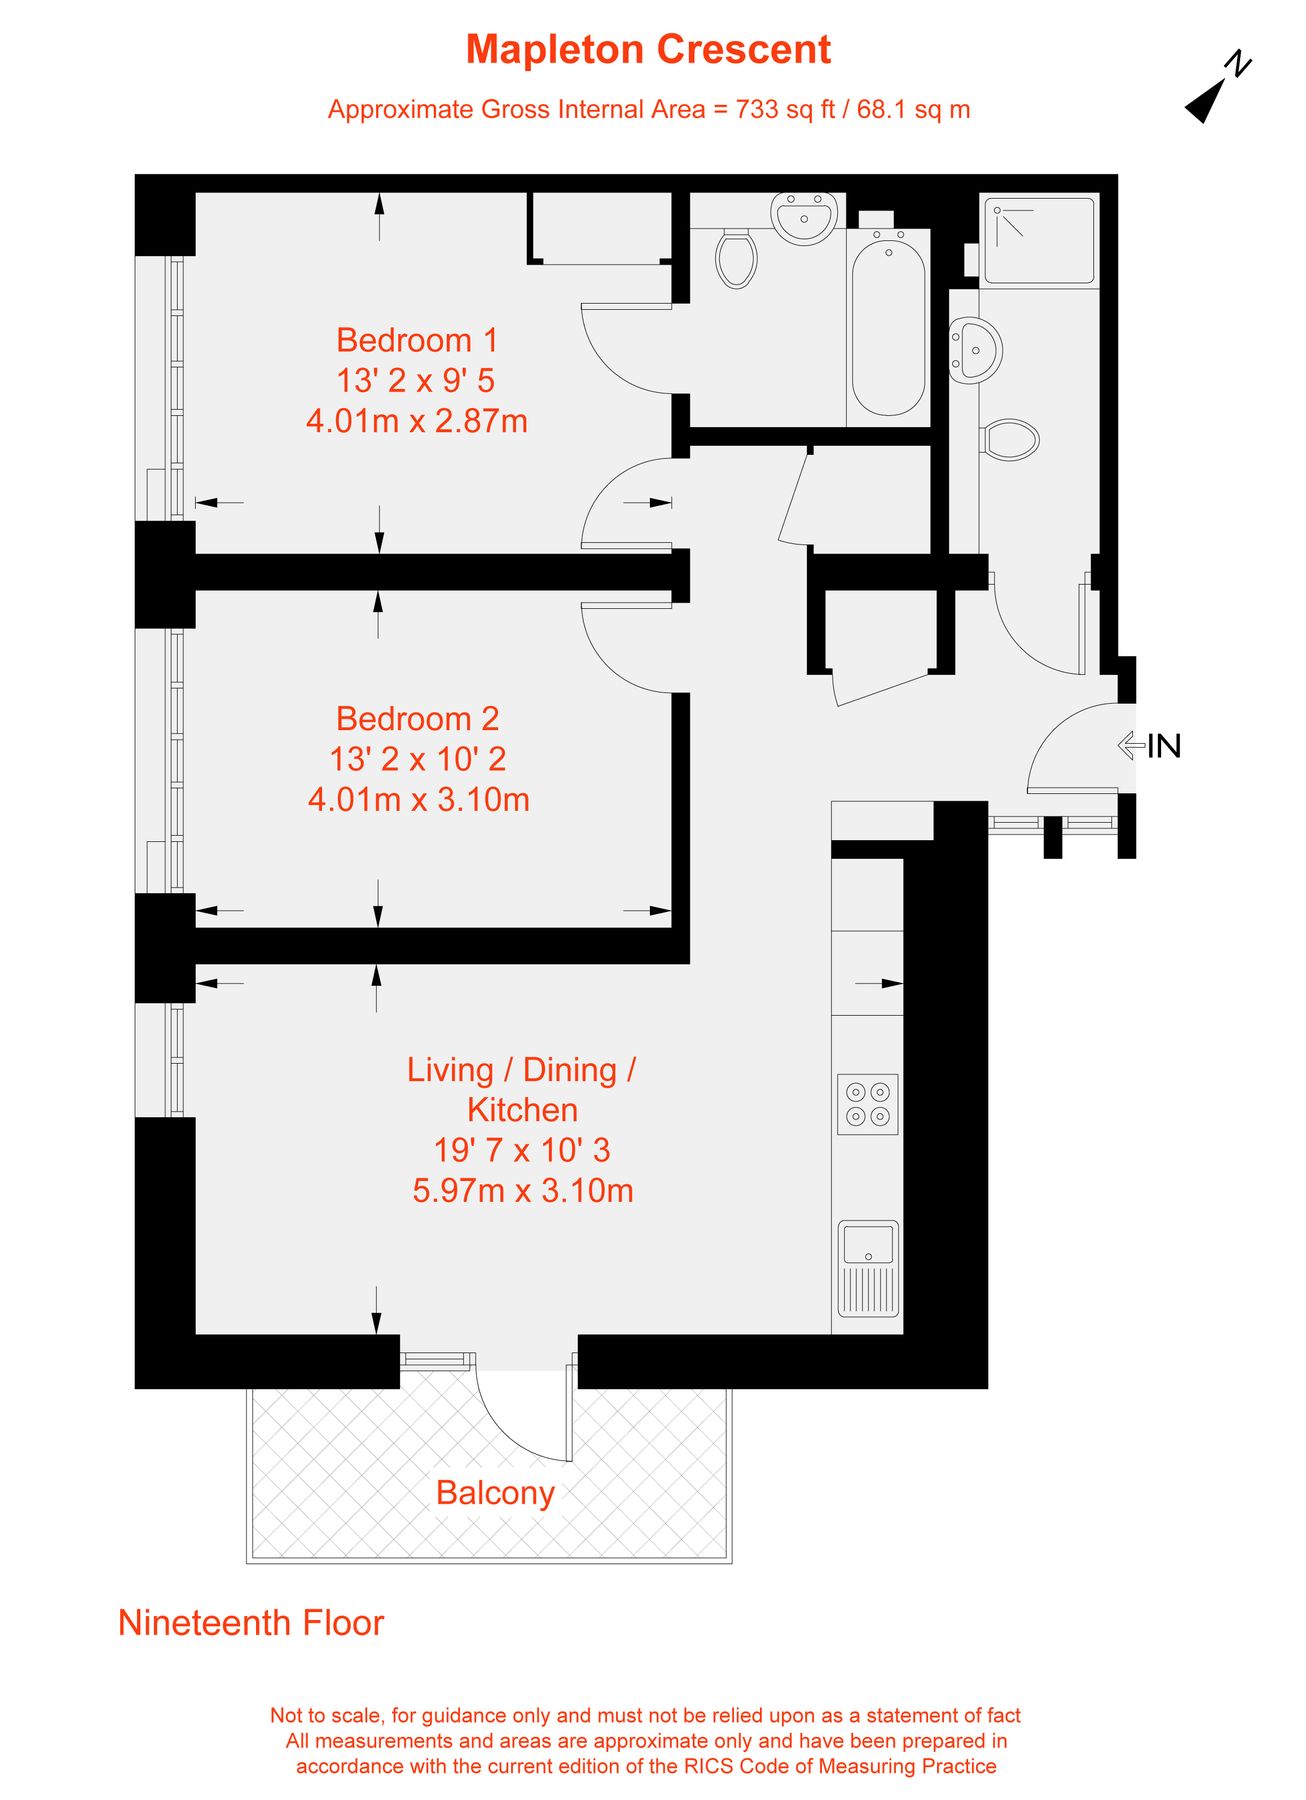 Mapleton Crescent
Approximate Gross Internal Area = 733 sq ft / 68.1 sq m
N
Bedroom 1
13' 2 x 9' 5
4.01m x 2.87m
Bedroom 2
13' 2 x 10' 2
4.01m x 3.10m
IN
Living / Dining /
Kitchen
19' 7 x 10' 3
5.97m x 3.10m
Balcony
Nineteenth Floor
Not to scale, for guidance only and must not be relied upon as a statement of fact
All measurements and areas are approximate only and have been prepared in
accordance with the current edition of the RICS Code of Measuring Practice